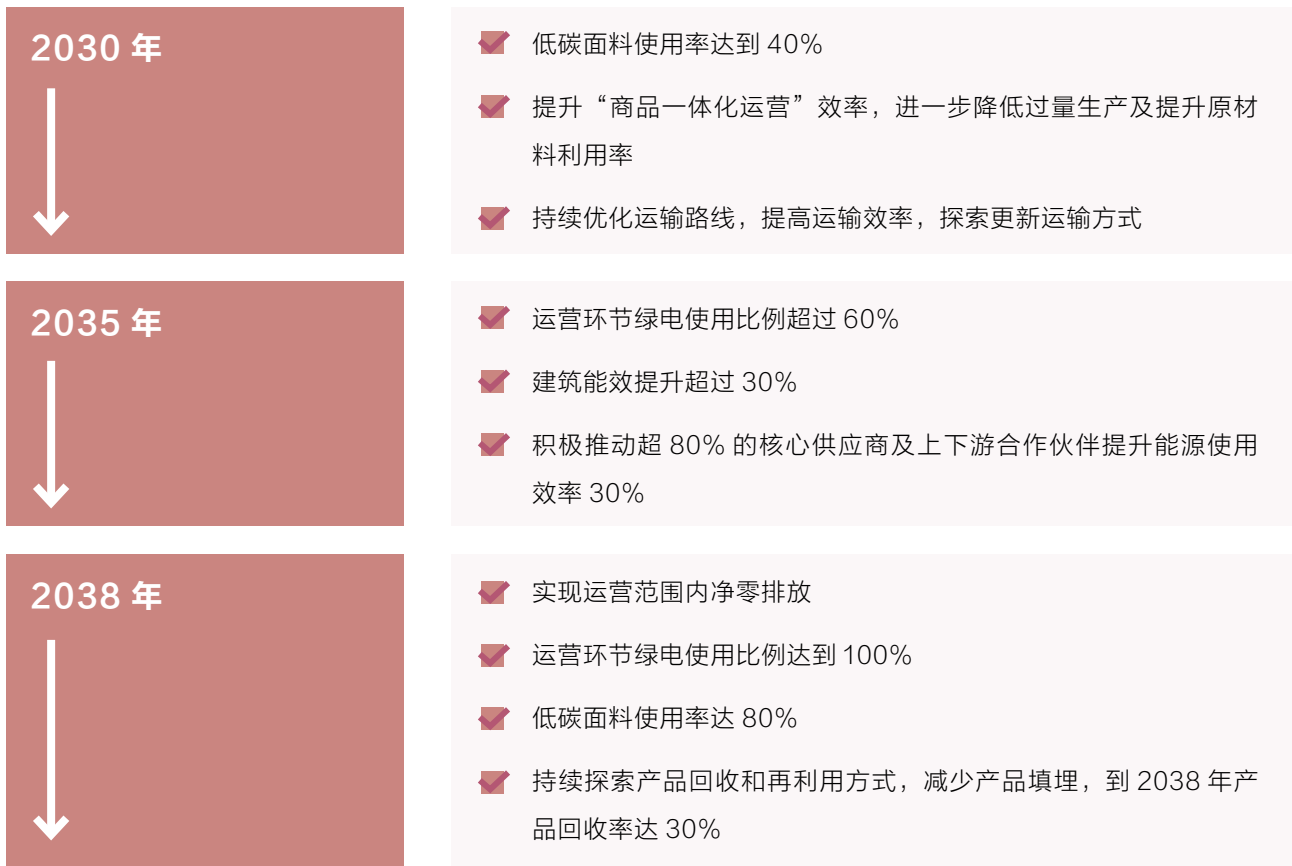 2030 年
低碳面料使用率达到 40%
提升“商品一体化运营”效率，进一步降低过量生产及提升原材
料利用率
持续优化运输路线，提高运输效率，探索更新运输方式
2035 年
运营环节绿电使用比例超过 60%
建筑能效提升超过 30%
积极推动超 80% 的核心供应商及上下游合作伙伴提升能源使用
效率 30%
2038 年
实现运营范围内净零排放
运营环节绿电使用比例达到 100%
低碳面料使用率达 80%
持续探索产品回收和再利用方式，减少产品填埋，到 2038 年产
品回收率达 30%